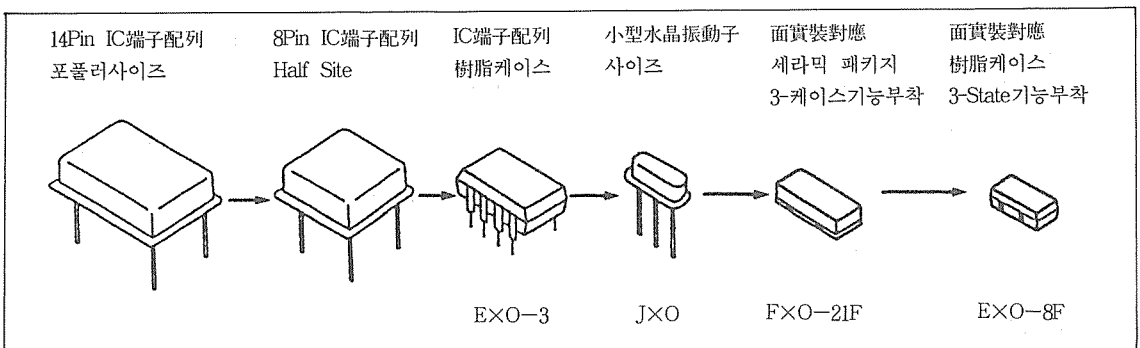 14Pin IC端子配列
포풀러사이즈
8Pin IC端子配列
Half Site
IC端子配列
樹脂케이스
小型水晶振動子
사이즈
面實裝對應
세라믹 패키지
3-케이스기능부착
面實裝對應
樹脂케이스
3-State기능부착
E×O-3
J×O
F×O-21F
E×O-8F